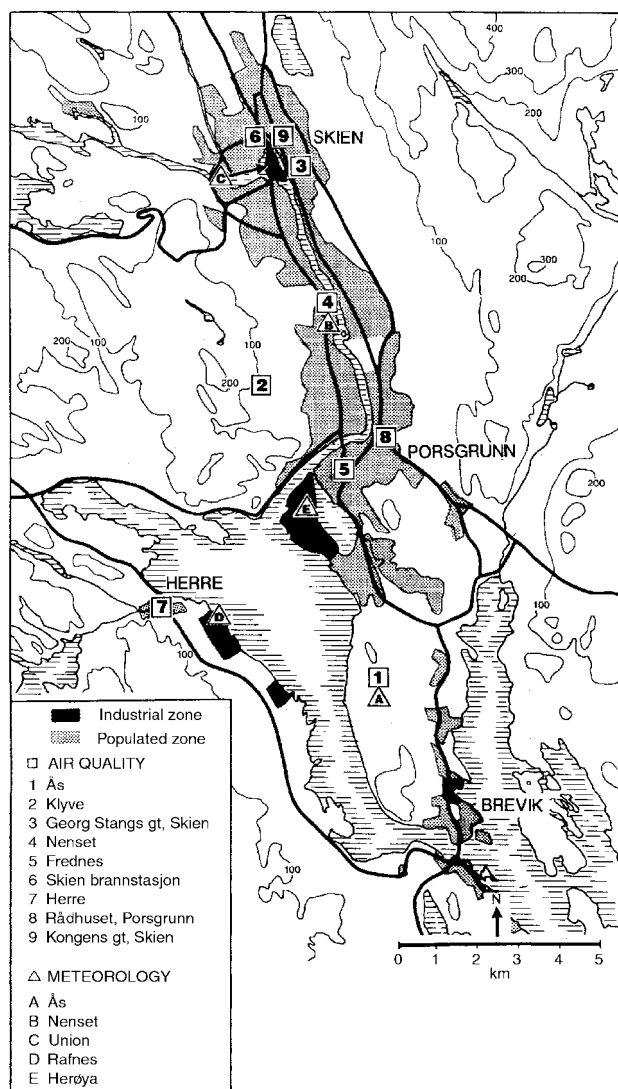 400
300
200
100
100
6
9
SKIEN
3
C
100
200
300
4
B
200
100
100
200
2
8
PORSGRUNN
5
200
E
HERRE
7
D
100
100
1
A
BREVIK
100
N
0 1 2 3 4 5
km
Industrial zone
Populated zone
AIR QUALITY
1 Ås
2 Klyve
3 Georg Stangs gt, Skien
4 Nenset
5 Frednes
6 Skien brannstasjon
7 Herre
8 Rådhuset, Porsgrunn
9 Kongens gt, Skien
METEOROLOGY
A Ås
B Nenset
C Union
D Rafnes
E Herøya